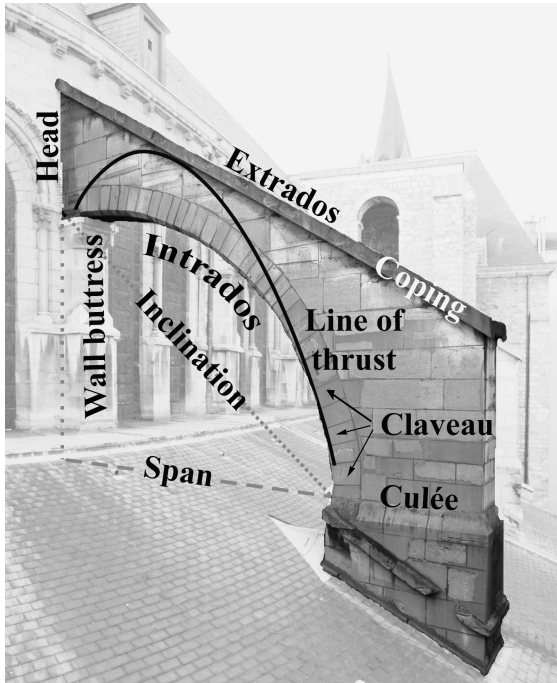 Head
Extrados
Coping
Intrados
Wall buttress
Inclination
Line of
thrust
Claveau
Span
Culée